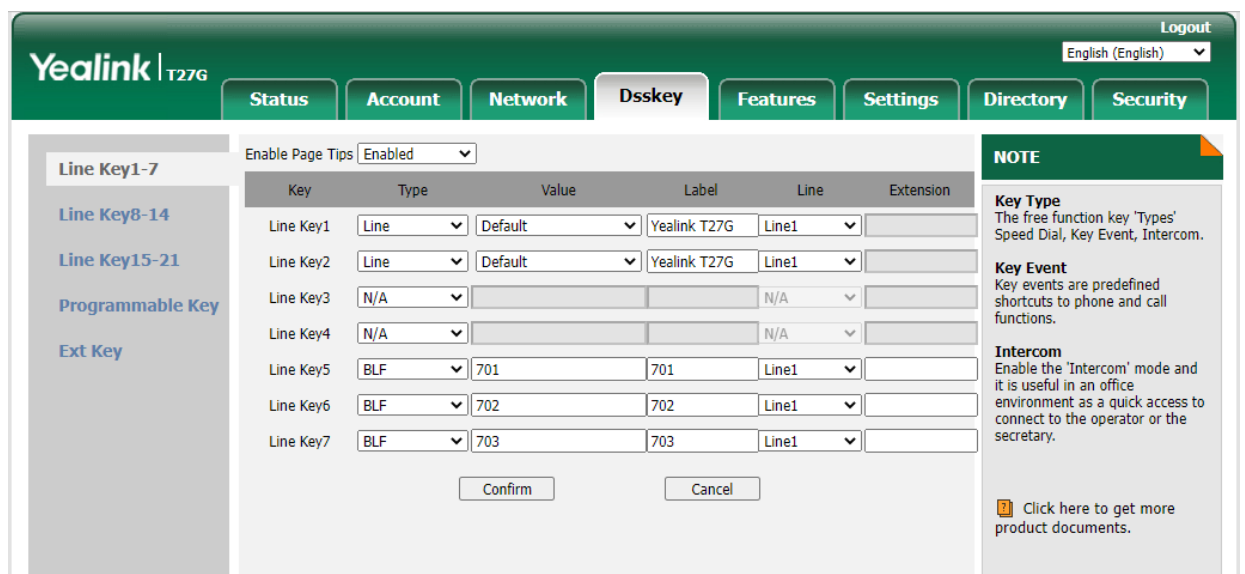 Logout
English (English)
Yealink | T27G
Status Account Network Dsskey Features Settings Directory Security
Line Key1-7
Line Key8-14
Line Key15-21
Programmable Key
Ext Key
Enable Page Tips Enabled
Key Type Value Label Line Extension
Line Key1 Line Default Yealink T27G Line1
Line Key2 Line Default Yealink T27G Line1
Line Key3 N/A N/A
Line Key4 N/A N/A
Line Key5 BLF 701 701 Line1
Line Key6 BLF 702 702 Line1
Line Key7 BLF 703 703 Line1
Confirm Cancel
NOTE
Key Type
The free function key 'Types'
Speed Dial, Key Event, Intercom.
Key Event
Key events are predefined
shortcuts to phone and call
functions.
Intercom
Enable the 'Intercom' mode and
it is useful in an office
environment as a quick access to
connect to the operator or the
secretary.
? Click here to get more
product documents.